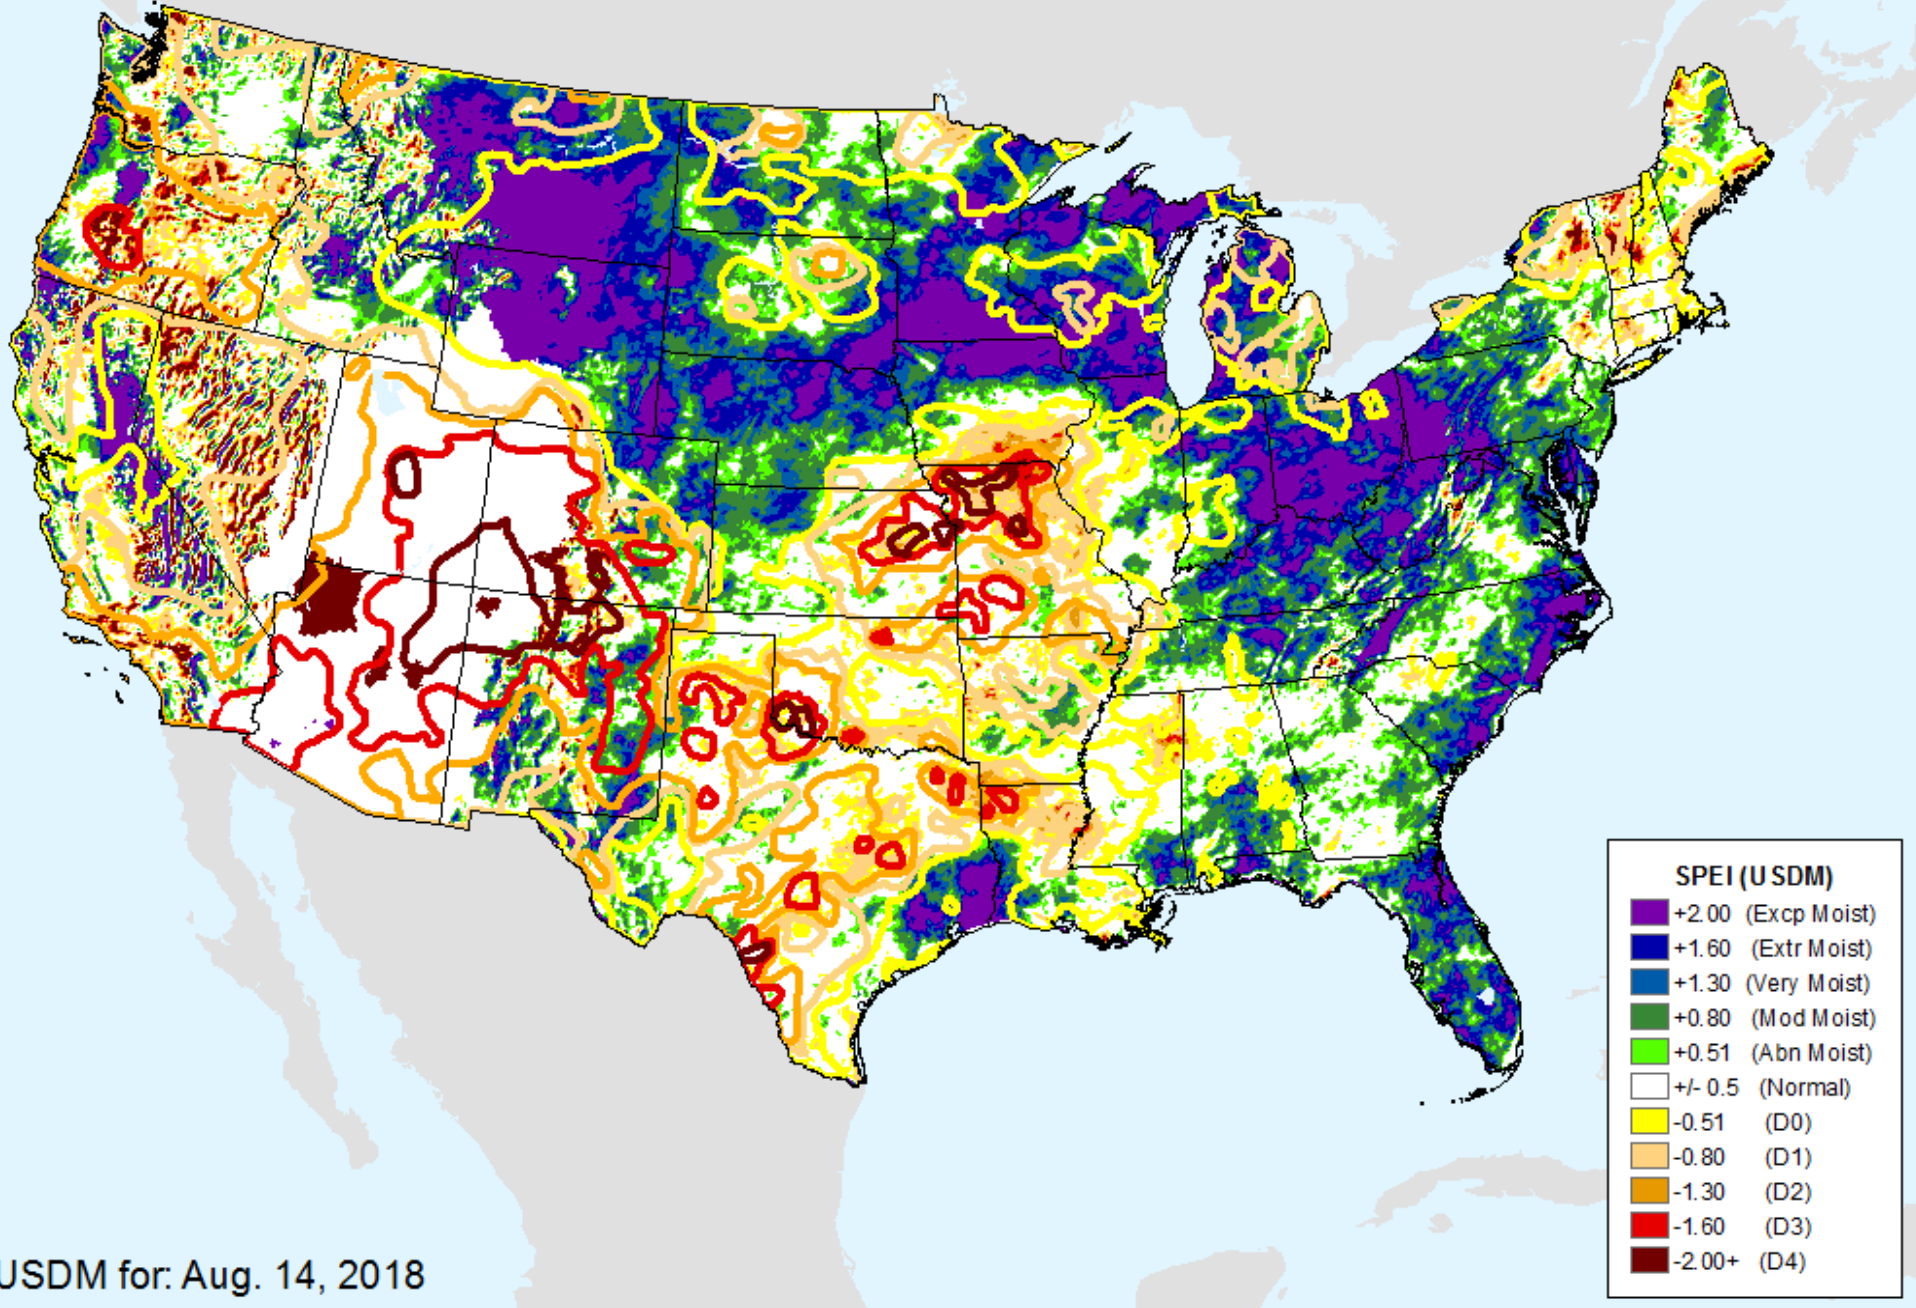 SPEI (USDM)
+2.00 (Excp Moist)
+1.60 (Extr Moist)
+1.30 (Very Moist)
+0.80 (Mod Moist)
+0.51 (Abn Moist)
+/- 0.5 (Normal)
-0.51 (D0)
-0.80 (D1)
-1.30 (D2)
-1.60 (D3)
-2.00+ (D4)
USDM for: Aug. 14, 2018